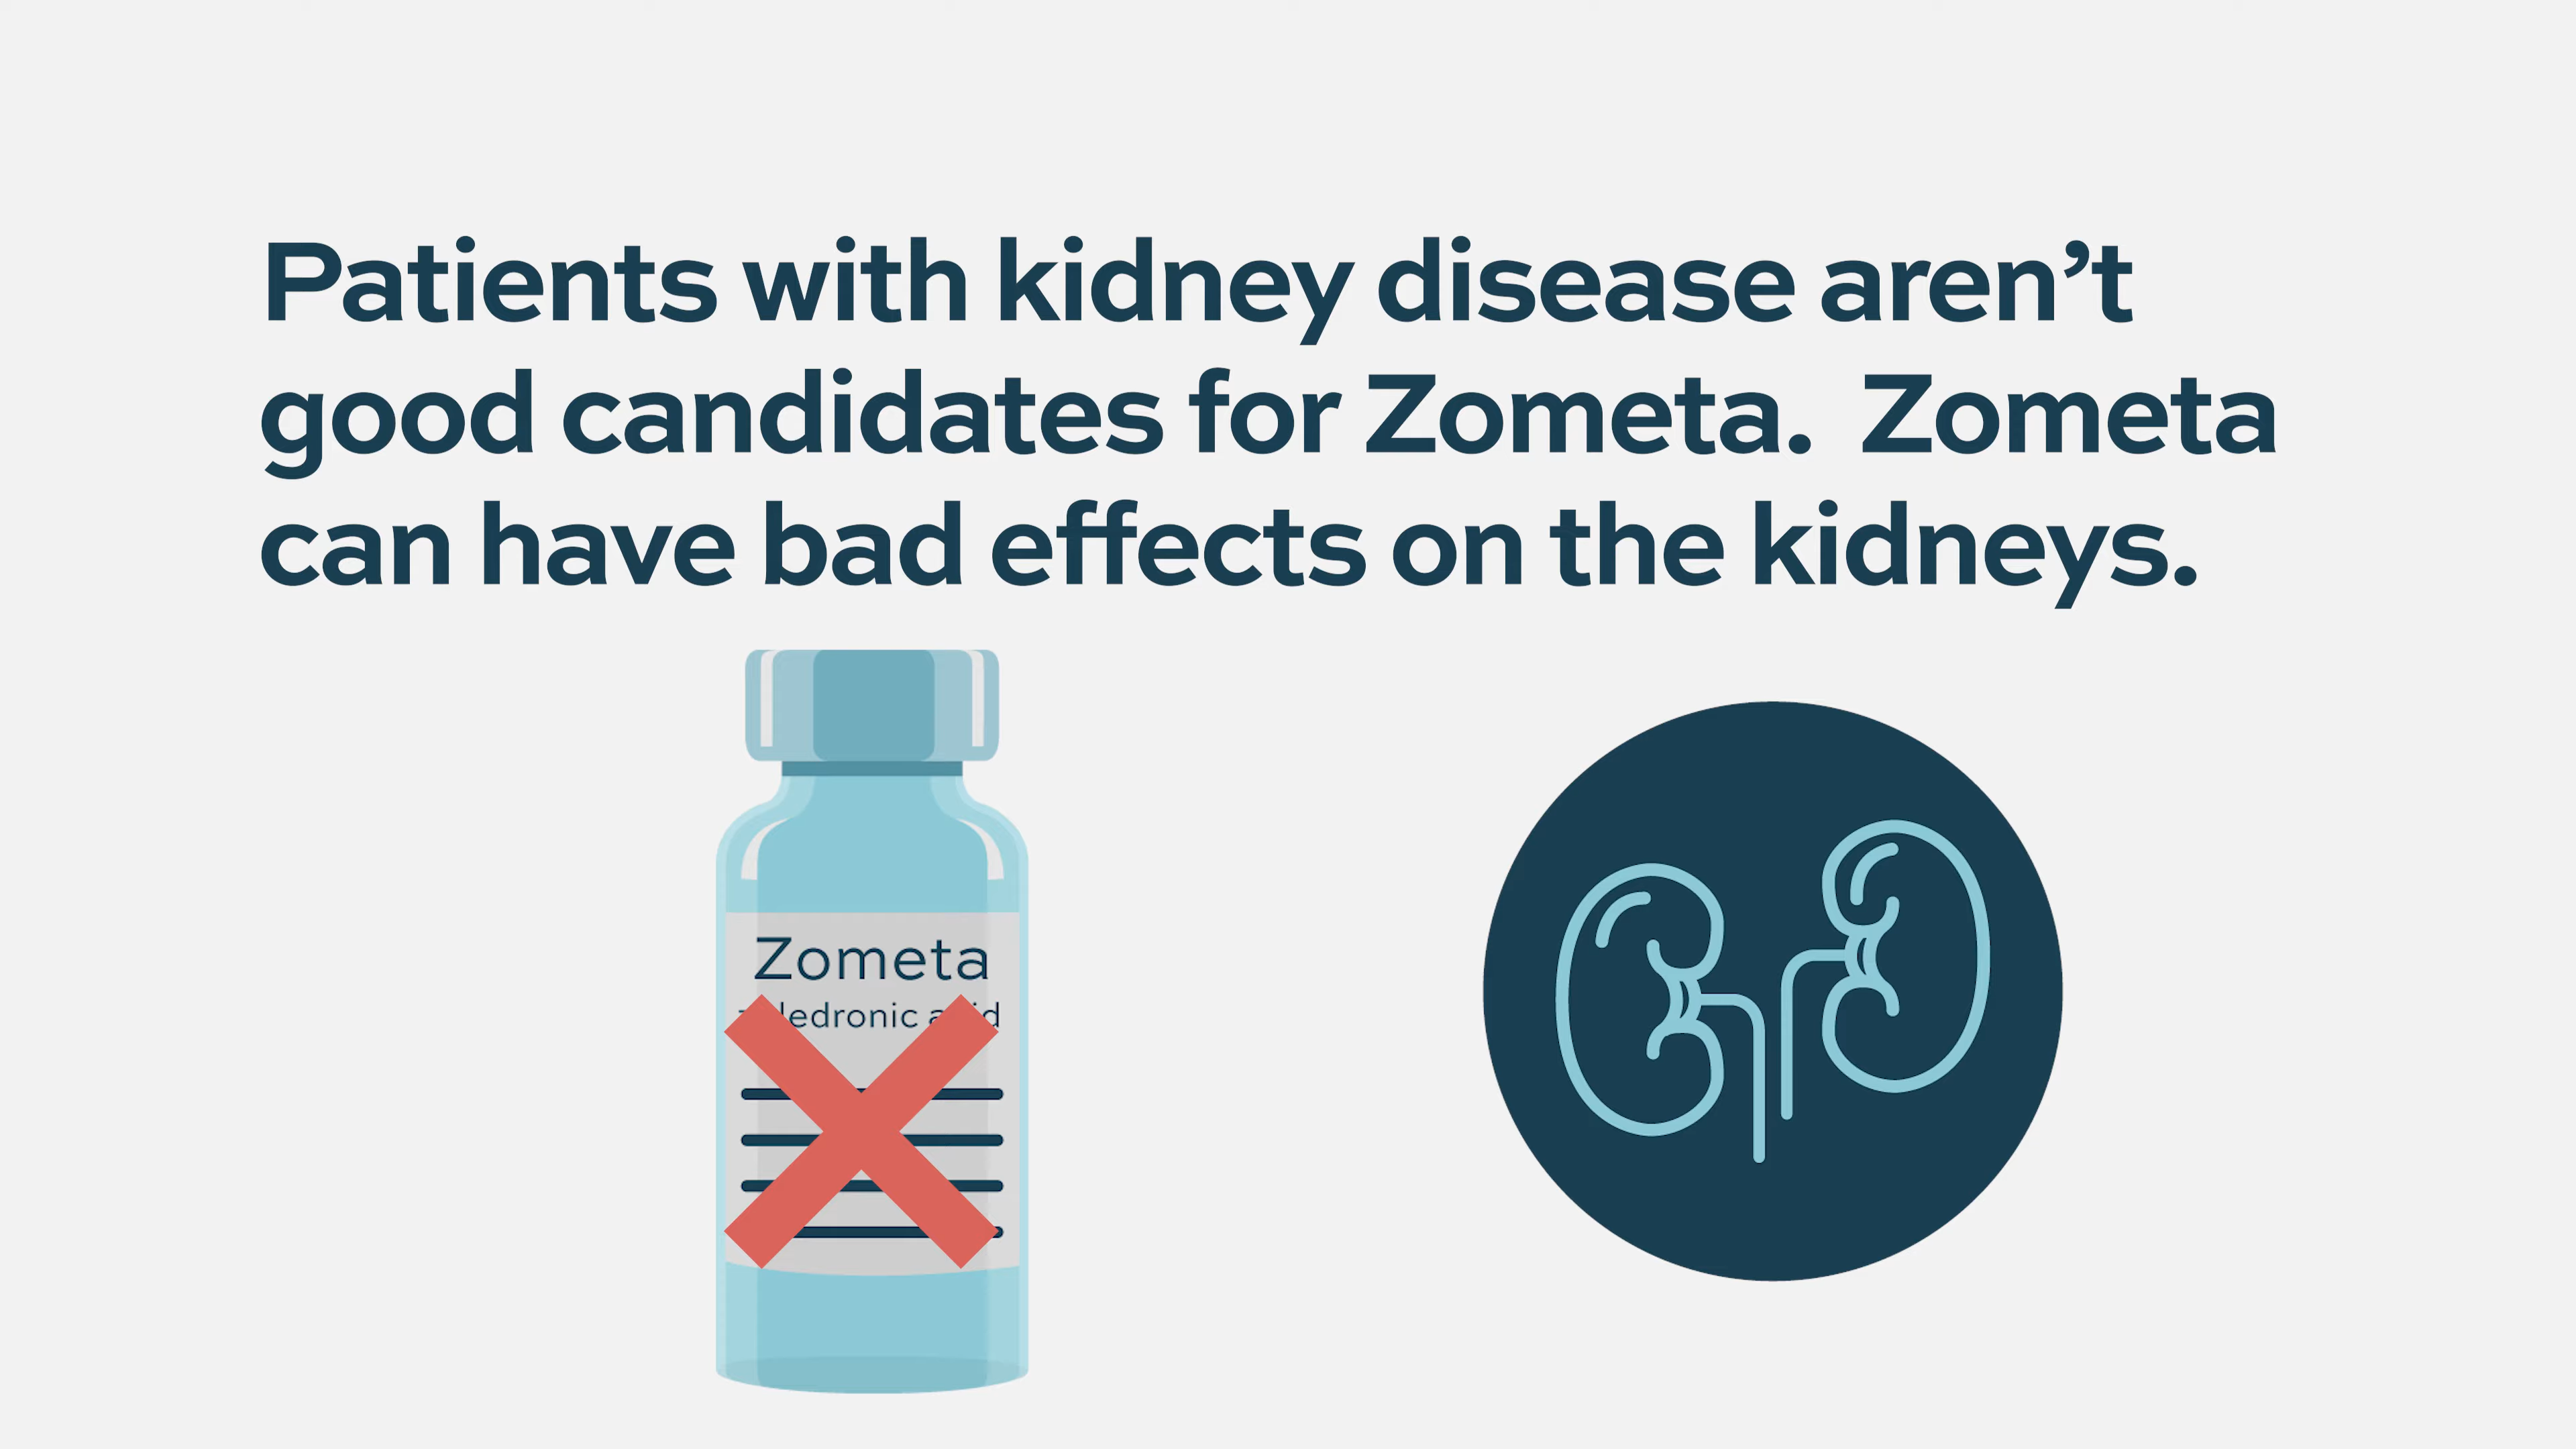 Patients with kidney disease aren’t
good candidates for Zometa.  Zometa
can have bad effects on the kidneys.
Zometa